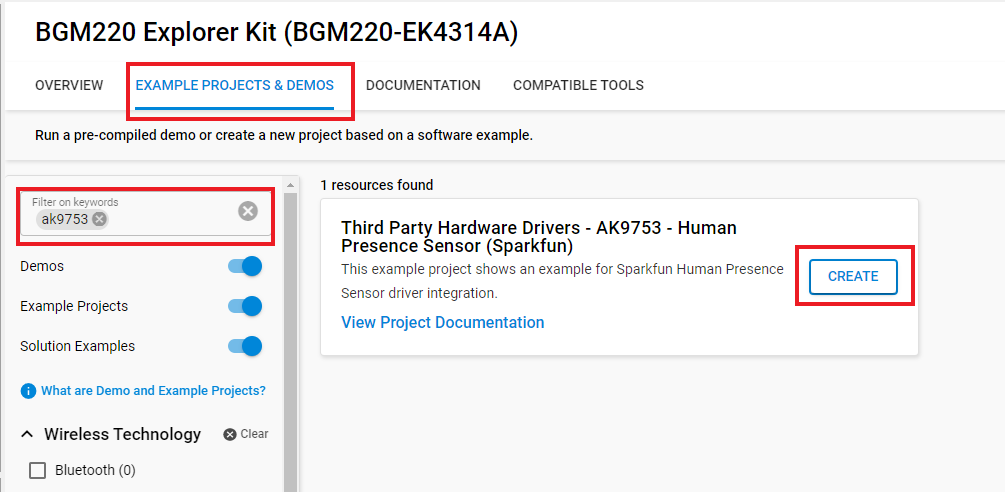 BGM220 Explorer Kit (BGM220-EK4314A)
OVERVIEW EXAMPLE PROJECTS & DEMOS DOCUMENTATION COMPATIBLE TOOLS
Run a pre-compiled demo or create a new project based on a software example.
Filter on keywords
ak9753
Demos
Example Projects
Solution Examples
What are Demo and Example Projects?
Wireless Technology Clear
Bluetooth (0)
1 resources found
Third Party Hardware Drivers - AK9753 - Human
Presence Sensor (Sparkfun)
This example project shows an example for Sparkfun Human Presence
Sensor driver integration.
View Project Documentation
CREATE